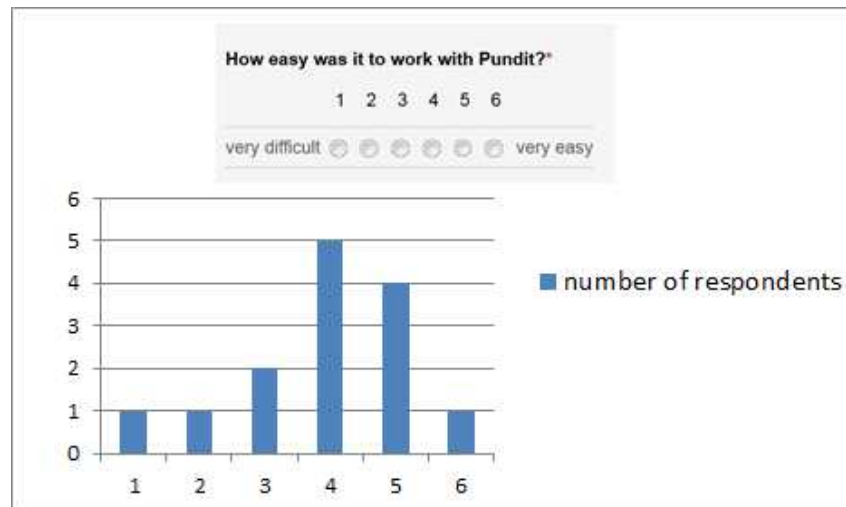 How easy was it to work with Pundit?*
1 2 3 4 5 6
very difficult very easy
6
5
4
3
2
1
0
1 2 3 4 5 6
number of respondents